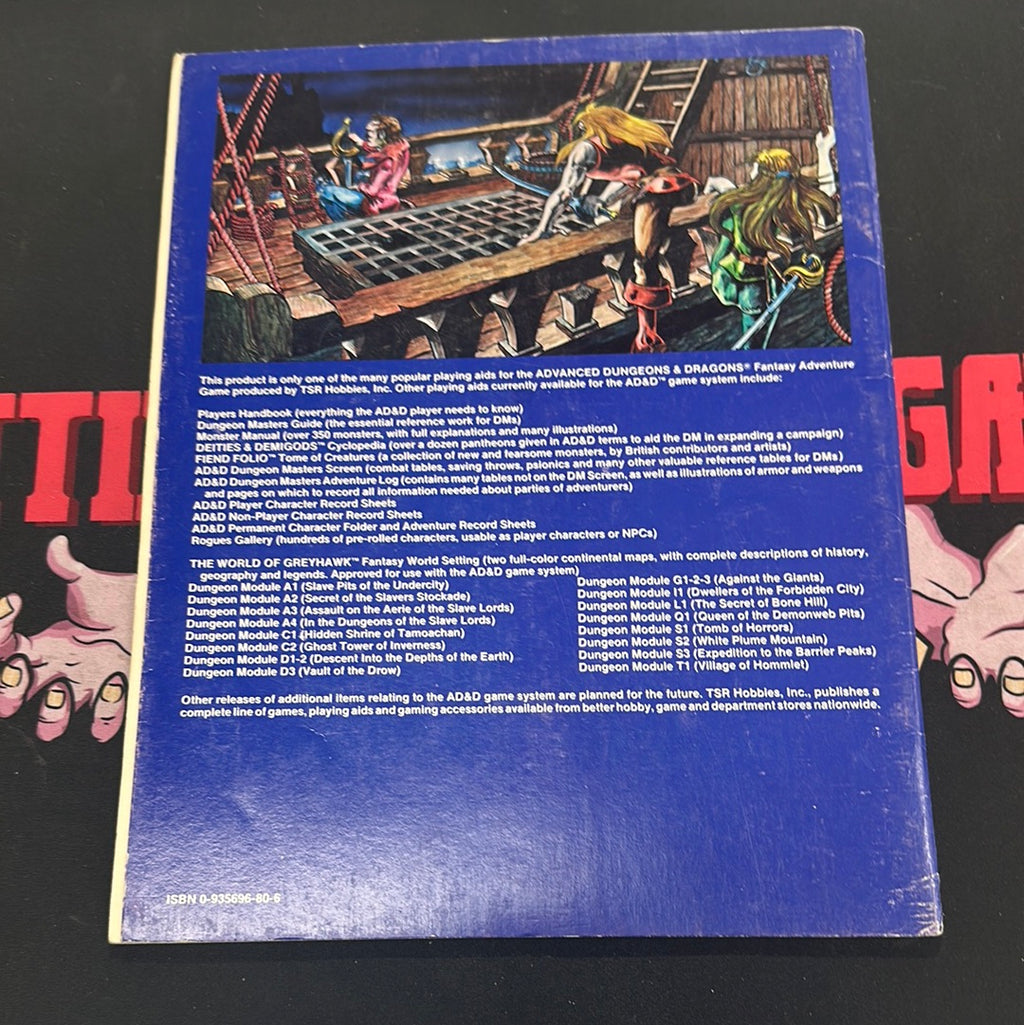 This product is only one of the many popular playing aids for the ADVANCED DUNGEONS & DRAGONS® Fantasy Adventure
Game produced by TSR Hobbies, Inc. Other playing aids currently available for the AD&D™ game system include:
Players Handbook (everything the AD&D player needs to know)
Dungeon Masters Guide (the essential reference work for DMs)
Monster Manual (over 350 monsters, with full explanations and many illustrations)
DEITIES & DEMIGODS™ Cyclopedia (over a dozen pantheons given in AD&D terms to aid the DM in expanding a campaign)
FIEND FOLIO™ Tome of Creatures (a collection of new and fearsome monsters, by British contributors and artists)
AD&D Dungeon Masters Screen (combat tables, saving throws, psionics and many other valuable reference tables for DMs)
AD&D Dungeon Masters Adventure Log (contains many tables not on the DM Screen, as well as illustrations of armor and weapons
and pages on which to record all information needed about parties of adventurers)
AD&D Player Character Record Sheets
AD&D Non-Player Character Record Sheets
AD&D Permanent Character Folder and Adventure Record Sheets
Rogues Gallery (hundreds of pre-rolled characters, usable as player characters or NPCs)
THE WORLD OF GREYHAWK™ Fantasy World Setting (two full-color continental maps, with complete descriptions of history,
geography and legends. Approved for use with the AD&D game system)
Dungeon Module A1 (Slave Pits of the Undercity)
Dungeon Module A2 (Secret of the Slavers Stockade)
Dungeon Module A3 (Assault on the Aerie of the Slave Lords)
Dungeon Module A4 (In the Dungeons of the Slave Lords)
Dungeon Module C1 (Hidden Shrine of Tamoachan)
Dungeon Module C2 (Ghost Tower of Inverness)
Dungeon Module D1-2 (Descent Into the Depths of the Earth)
Dungeon Module D3 (Vault of the Drow)
Dungeon Module G1-2-3 (Against the Giants)
Dungeon Module I1 (Dwellers of the Forbidden City)
Dungeon Module L1 (The Secret of Bone Hill)
Dungeon Module Q1 (Queen of the Demonweb Pits)
Dungeon Module S1 (Tomb of Horrors)
Dungeon Module S2 (White Plume Mountain)
Dungeon Module S3 (Expedition to the Barrier Peaks)
Dungeon Module T1 (Village of Hommlet)
Other releases of additional items relating to the AD&D game system are planned for the future. TSR Hobbies, Inc., publishes a
complete line of games, playing aids and gaming accessories available from better hobby, game and department stores nationwide.
ISBN 0-935696-80-6